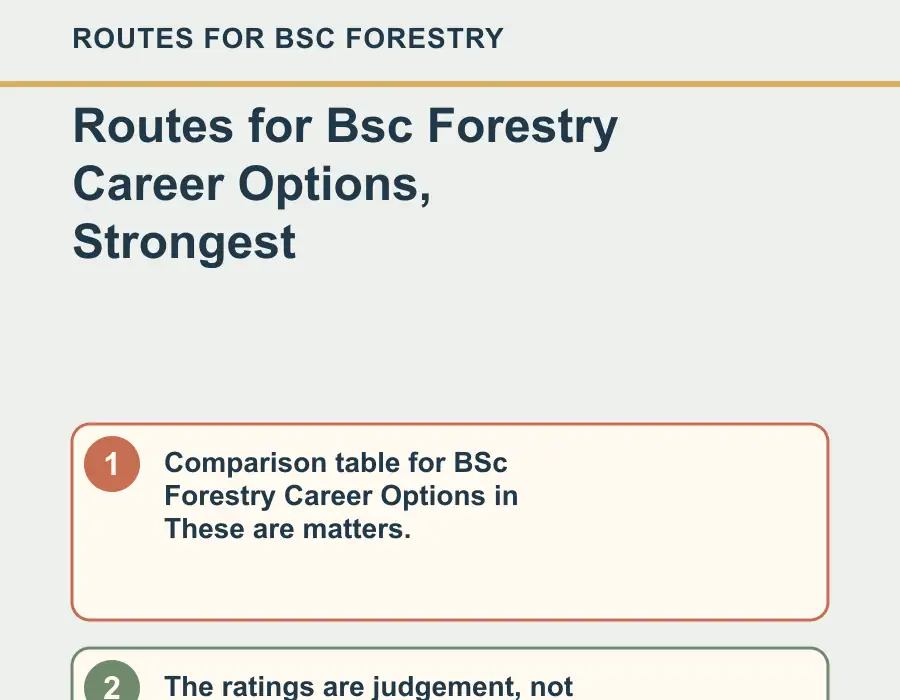 ROUTES FOR BSC FORESTRY
Routes for Bsc Forestry
Career Options,
Strongest
1
Comparison table for BSc
Forestry Career Options in
These are matters.
2
The ratings are judgement, not